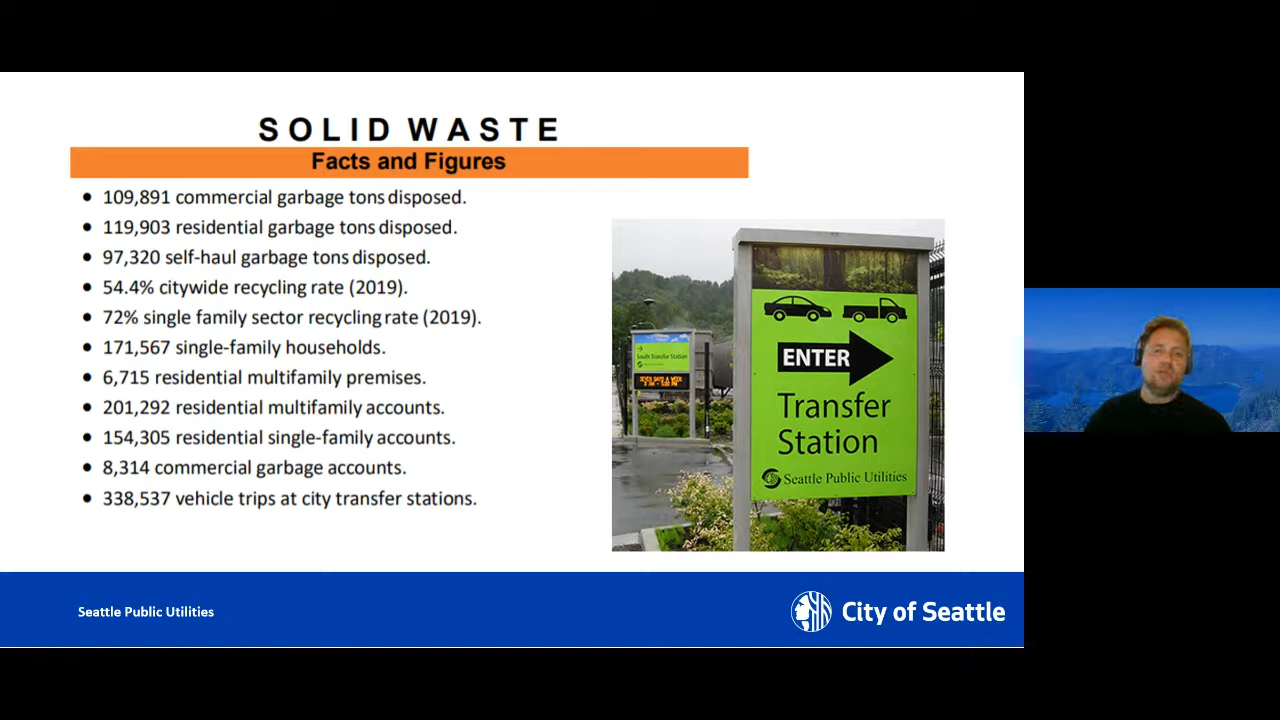 SOLID WASTE
Facts and Figures
• 109,891 commercial garbage tons disposed.
• 119,903 residential garbage tons disposed.
• 97,320 self-haul garbage tons disposed.
• 54.4% citywide recycling rate (2019).
• 72% single family sector recycling rate (2019).
• 171,567 single-family households.
• 6,715 residential multifamily premises.
• 201,292 residential multifamily accounts.
• 154,305 residential single-family accounts.
• 8,314 commercial garbage accounts.
• 338,537 vehicle trips at city transfer stations.
South Transfer Station
SEVEN DAYS A WEEK
ENTER
Transfer
Station
Seattle Public Utilities
Seattle Public Utilities
City of Seattle